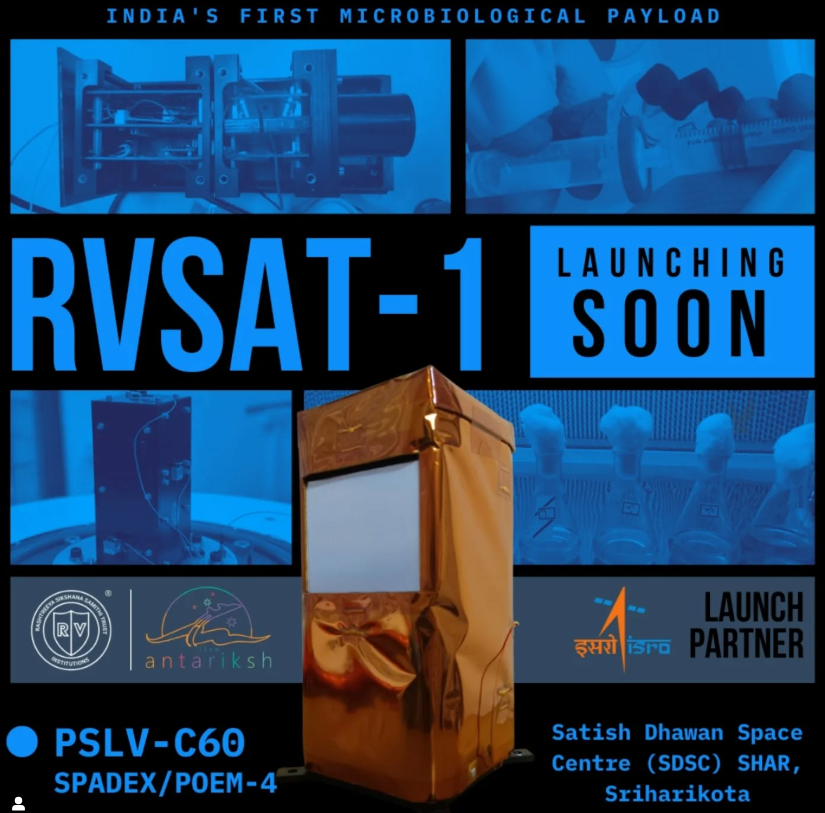 INDIA'S FIRST MICROBIOLOGICAL PAYLOAD
RVSAT-1
LAUNCHING
SOON
RASHTREEYA SIKSHANA SAMITHI TRUST
RV
INSTITUTIONS
®
antariksh
इसरो isro
LAUNCH
PARTNER
PSLV-C60
SPADEX/POEM-4
Satish Dhawan Space
Centre (SDSC) SHAR,
Sriharikota